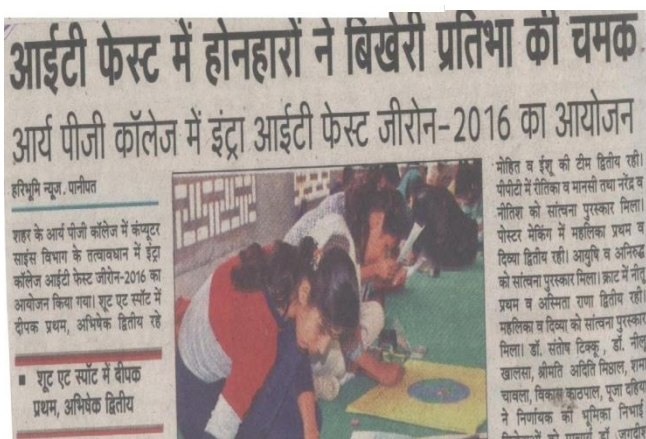 आईटी फेस्ट में होनहारों ने बिखेरी प्रतिभा की चमक
आर्य पीजी कॉलेज में इंट्रा आईटी फेस्ट जीरोन-2016 का आयोजन
हरिभूमि न्यूज. पानीपत
शहर के आर्य पीजी कॉलेज में कंप्यूटर
साइंस विभाग के तत्वावधान में इंट्रा
कॉलेज आईटी फेस्ट जीरोन-2016 का
आयोजन किया गया। शूट एट स्पॉट में
दीपक प्रथम, अभिषेक द्वितीय रहे
■ शूट एट स्पॉट में दीपक
प्रथम, अभिषेक द्वितीय
मोहित व ईशू की टीम द्वितीय रही।
पीपीटी में रीतिका व मानसी तथा नरेंद्र व
नीतिश को सांत्वना पुरस्कार मिला।
पोस्टर मेकिंग में महलिका प्रथम व
दिव्या द्वितीय रही। आयुषि व अनिरुद्ध
को सांत्वना पुरस्कार मिला। क्राट में नीतू
प्रथम व अस्मिता राणा द्वितीय रही।
महलिका व दिव्या को सांत्वना पुरस्कार
मिला। डॉ. संतोष टिक्कू , डॉ. नीलू
खालसा, श्रीमति अदिति मित्तल, शमा
चावला, विकास काठपाल, पूजा दहिया
ने निर्णायक की भूमिका निभाई